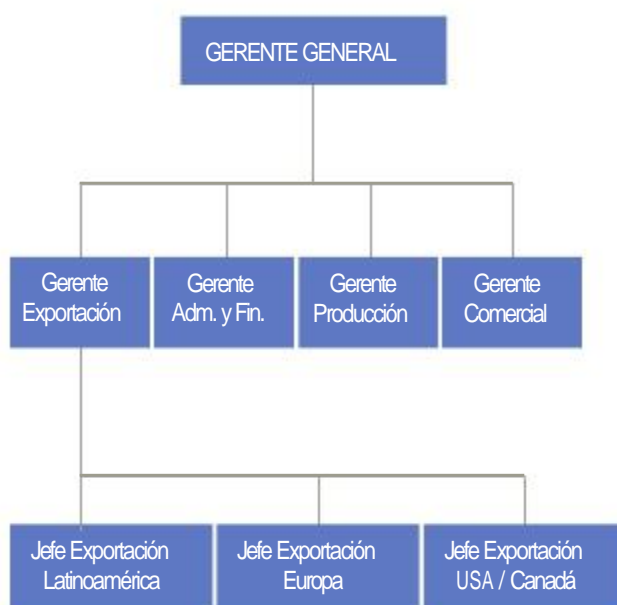 GERENTE GENERAL
Gerente
Exportación
Gerente
Adm. y Fin.
Gerente
Producción
Gerente
Comercial
Jefe Exportación
Latinoamérica
Jefe Exportación
Europa
Jefe Exportación
USA / Canadá